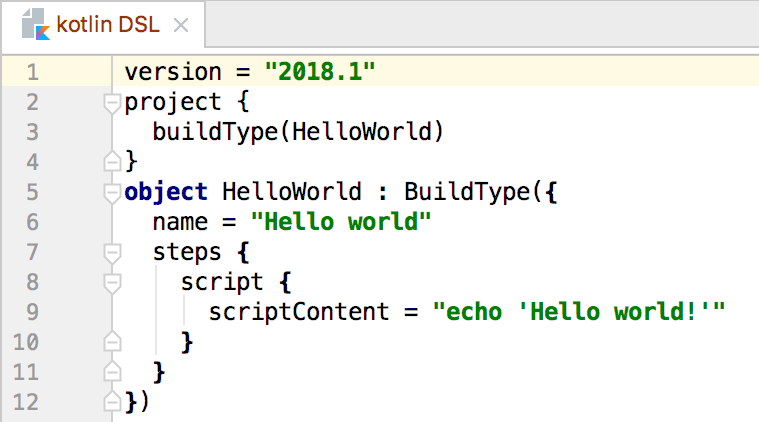 kotlin DSL
1 version = "2018.1"
2 project {
3   buildType(HelloWorld)
4 }
5 object HelloWorld : BuildType({
6   name = "Hello world"
7   steps {
8     script {
9       scriptContent = "echo 'Hello world!'"
10     }
11   }
12 })